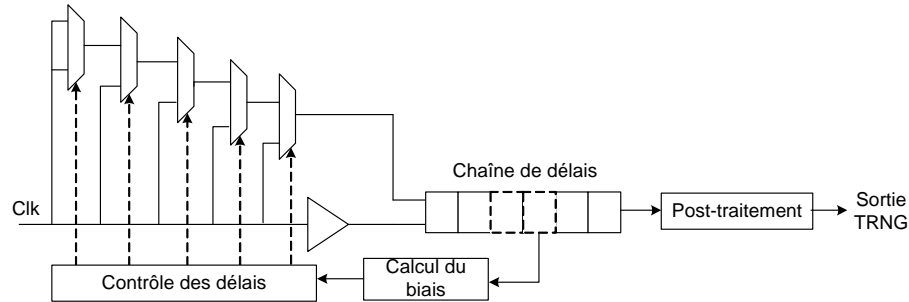 Chaîne de délais
Clk
Post-traitement
Sortie
TRNG
Contrôle des délais
Calcul du
biais